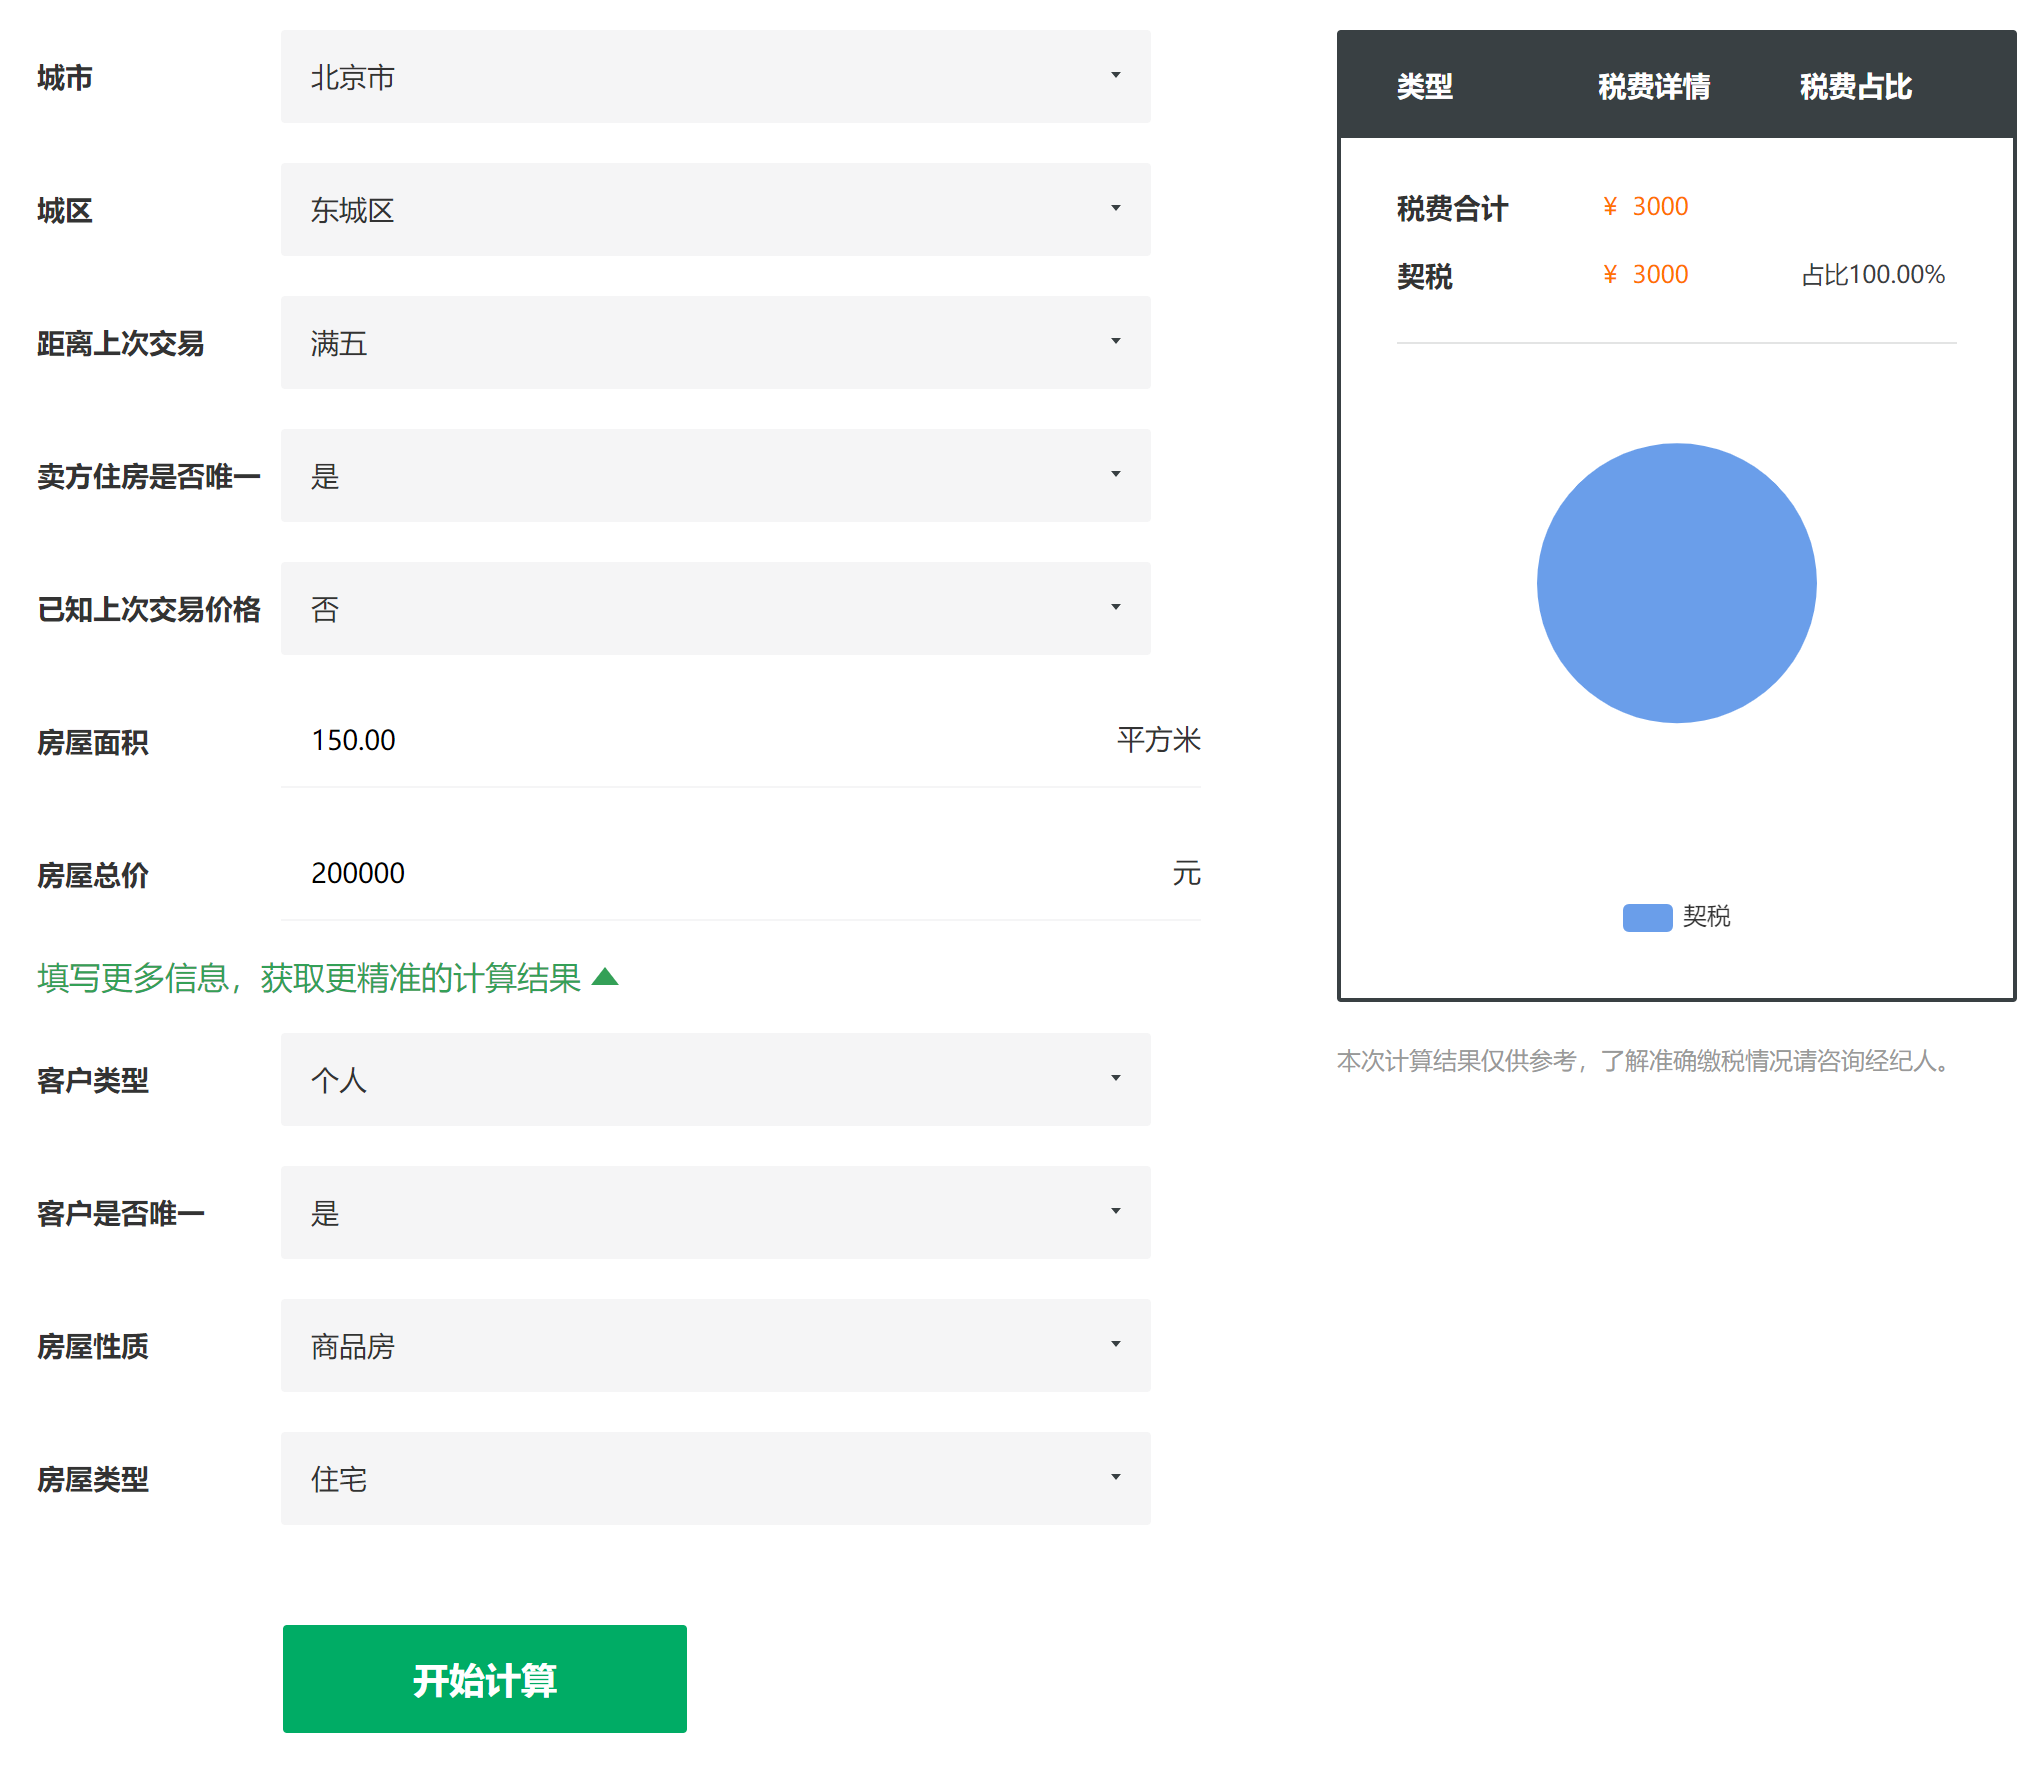 城市
北京市
城区
东城区
距离上次交易
满五
卖方住房是否唯一
是
已知上次交易价格
否
房屋面积
150.00
平方米
房屋总价
200000
元
填写更多信息，获取更精准的计算结果
客户类型
个人
客户是否唯一
是
房屋性质
商品房
房屋类型
住宅
开始计算
类型 税费详情 税费占比
税费合计 ¥ 3000
契税 ¥ 3000 占比100.00%
契税
本次计算结果仅供参考，了解准确缴税情况请咨询经纪人。